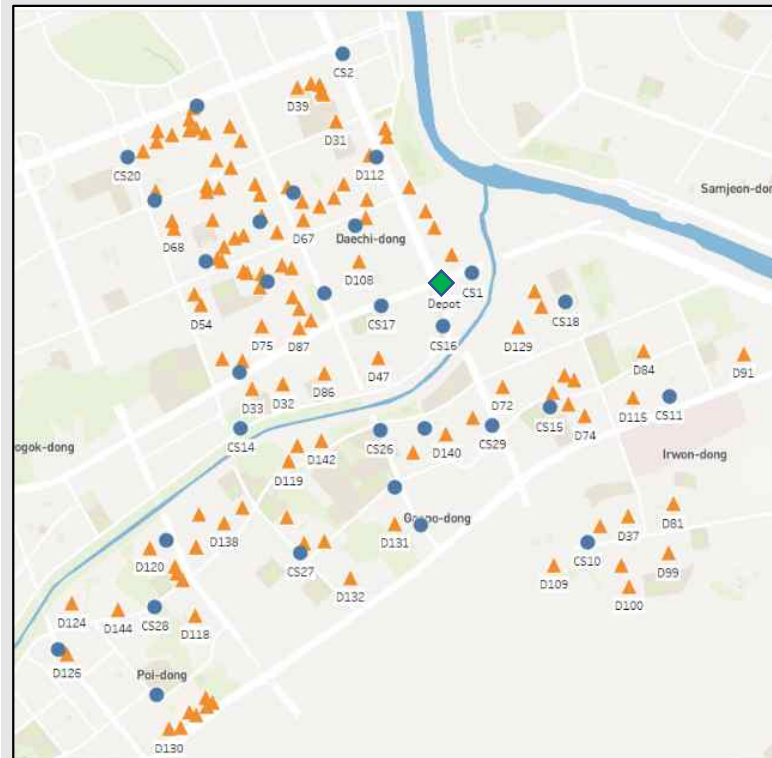 CS2
D39
D31
D112
CS20
Samjeon-don
D68
D67
Daechi-dong
D108
CS1
Depot
CS17
CS18
D54
CS16
D75
D87
D129
D47
D84
D91
D86
D33
D32
D72
D115
CS11
CS15
D74
CS14
CS26
CS29
D142
D140
ogok-dong
Irwon-dong
D119
D81
D37
D138
D131
D120
CS10
CS27
D99
D109
D132
D100
D124
D144
CS28
D118
D126
Poi-dong
D130